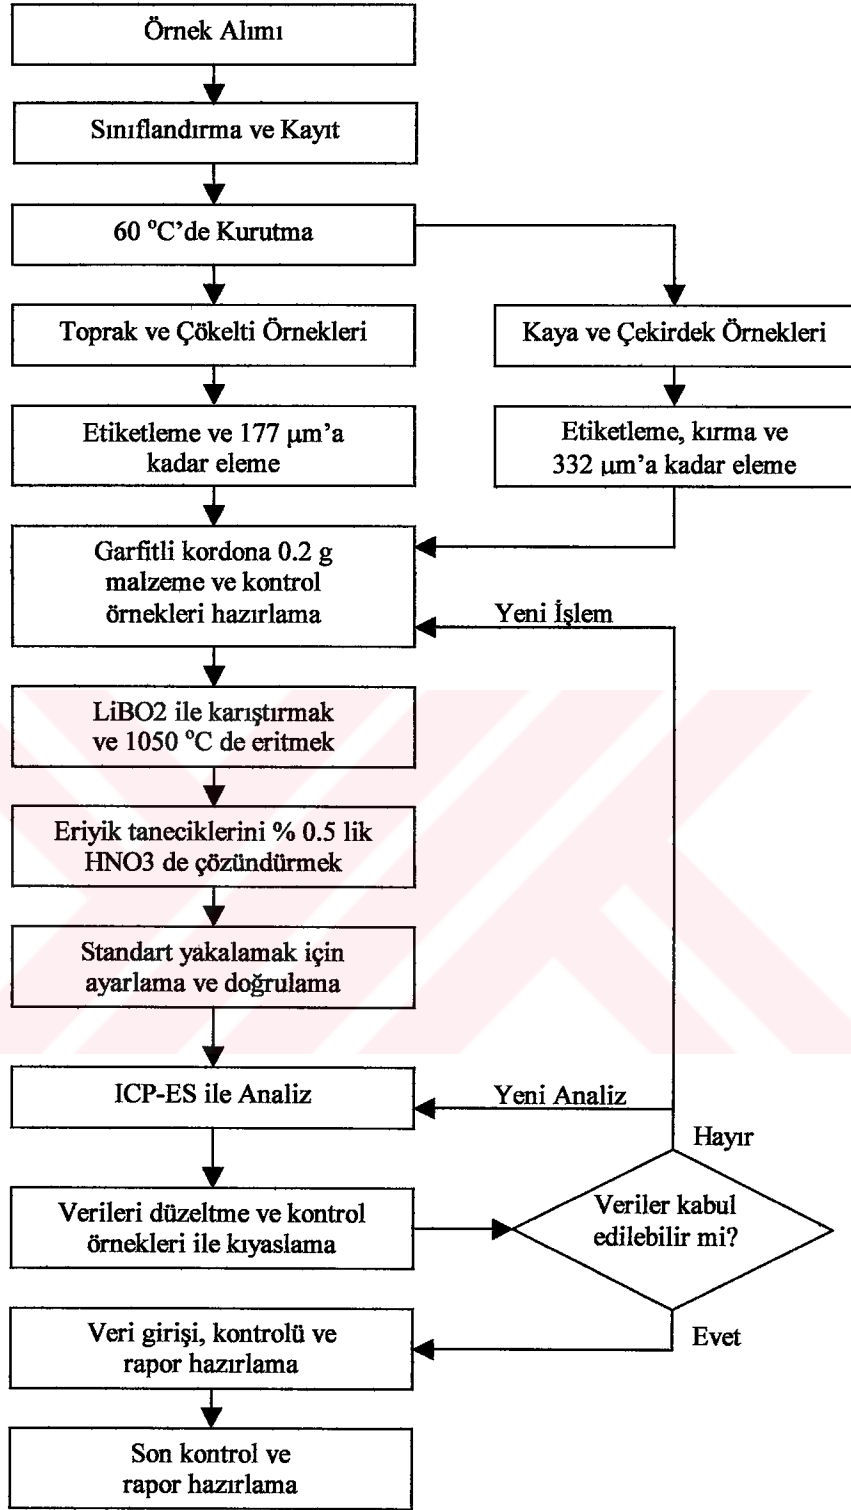 Örnek Alımı
Sınıflandırma ve Kayıt
60 °C'de Kurutma
Toprak ve Çökelti Örnekleri
Kaya ve Çekirdek Örnekleri
Etiketleme ve 177 µm'a
kadar eleme
Etiketleme, kırma ve
332 µm'a kadar eleme
Garfitli kordona 0.2 g
malzeme ve kontrol
örnekleri hazırlama
Yeni İşlem
LiBO2 ile karıştırmak
ve 1050 °C de eritmek
Eriyik taneciklerini % 0.5 lik
HNO3 de çözündürmek
Standart yakalamak için
ayarlama ve doğrulama
ICP-ES ile Analiz
Yeni Analiz
Hayır
Verileri düzeltme ve kontrol
örnekleri ile kıyaslama
Veriler kabul
edilebilir mi?
Veri girişi, kontrolü ve
rapor hazırlama
Evet
Son kontrol ve
rapor hazırlama